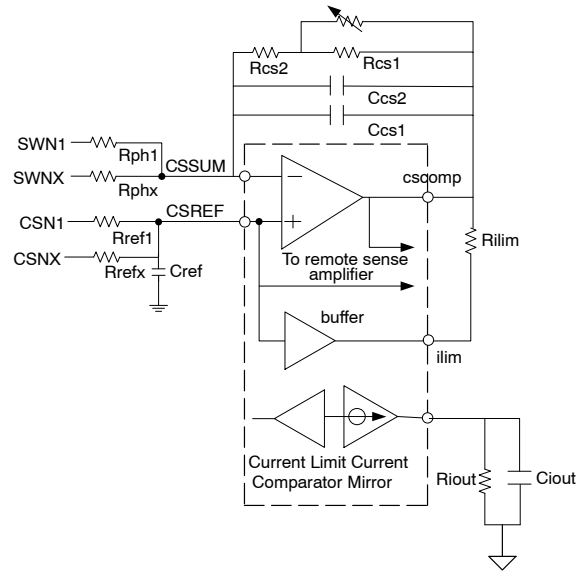 Rcs2
Rcs1
Ccs2
Ccs1
SWN1
Rph1
SWNX
Rphx
CSSUM
cscomp
CSN1
Rref1
CSREF
CSNX
Rrefx
Cref
−
+
To remote sense
amplifier
Rilim
buffer
ilim
Current Limit Current
Comparator Mirror
Riout
Ciout